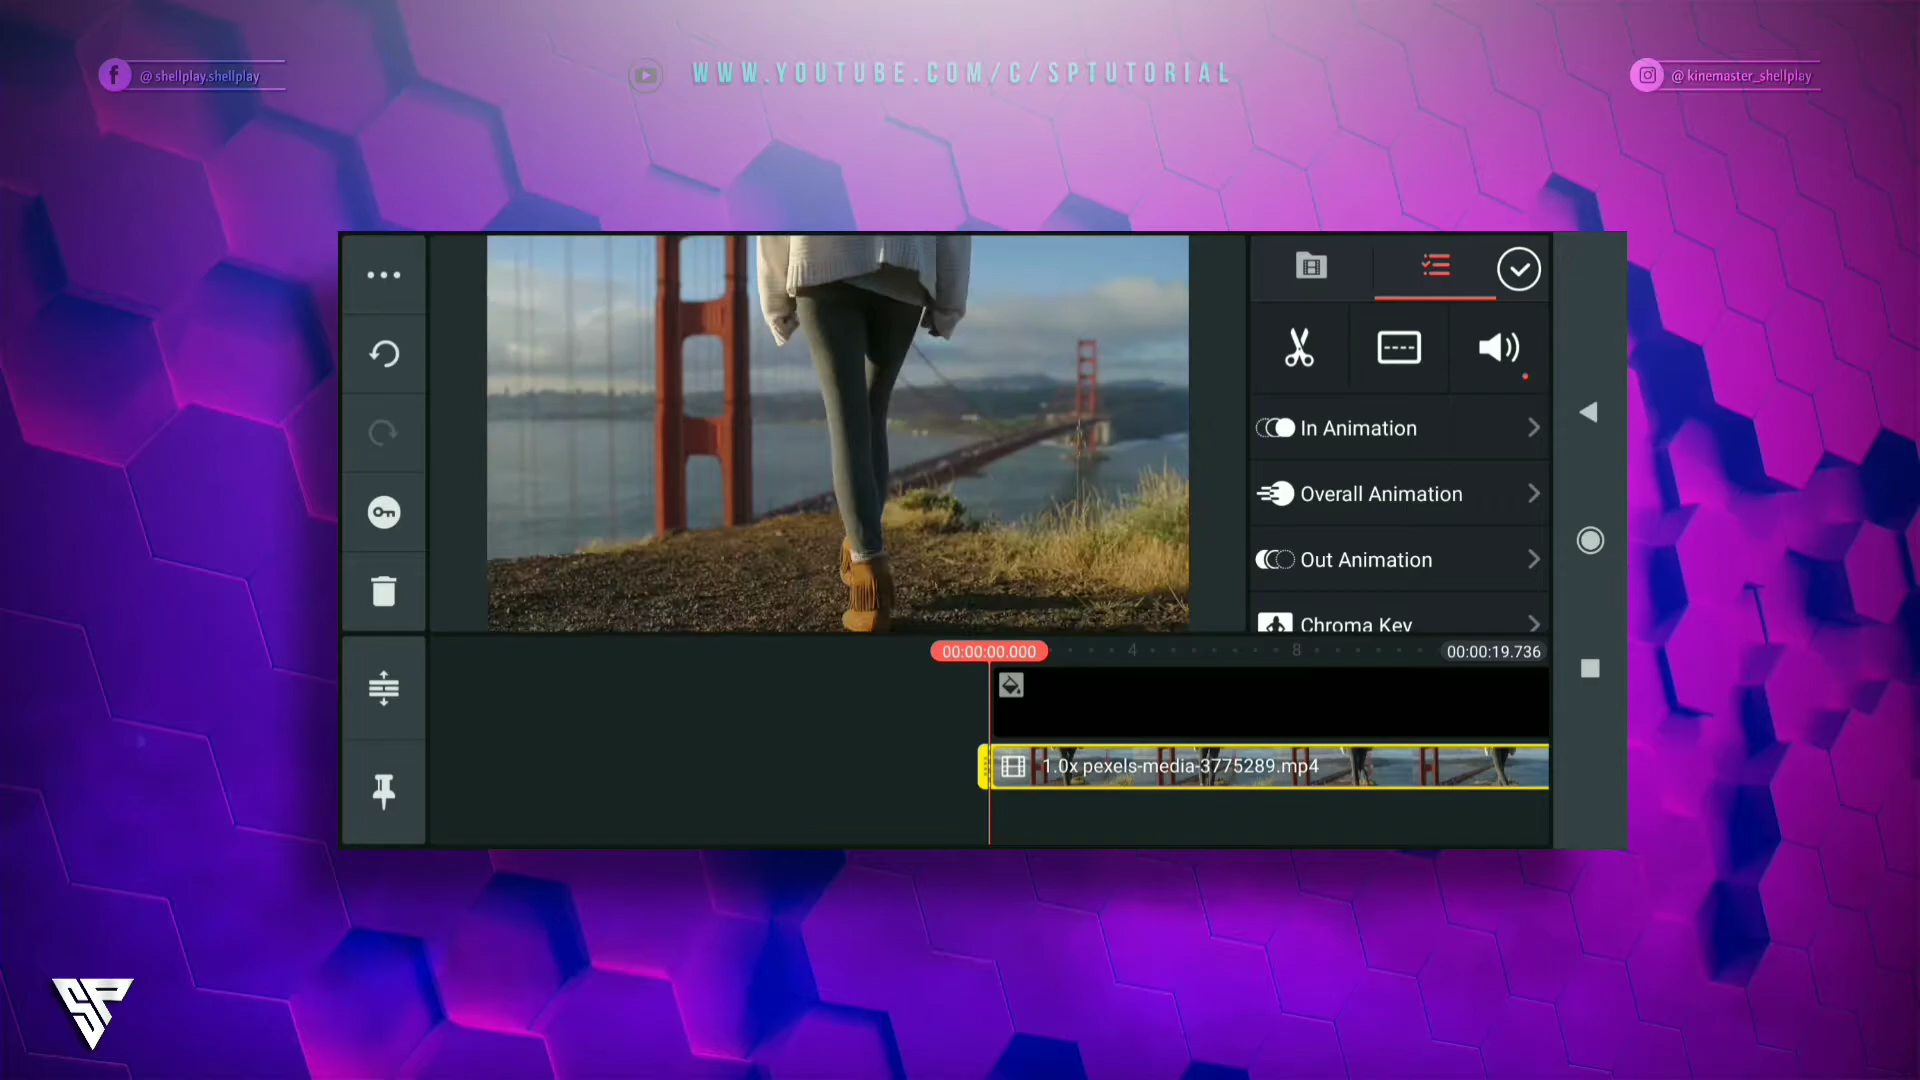 @ shellplay.shellplay
WWW.YOUTUBE.COM/C/SPTUTORIAL
@ kinemaster_shellplay
In Animation
Overall Animation
Out Animation
Chroma Key
00:00:00.000
4
8
00:00:19.736
1.0x pexels-media-3775289.mp4